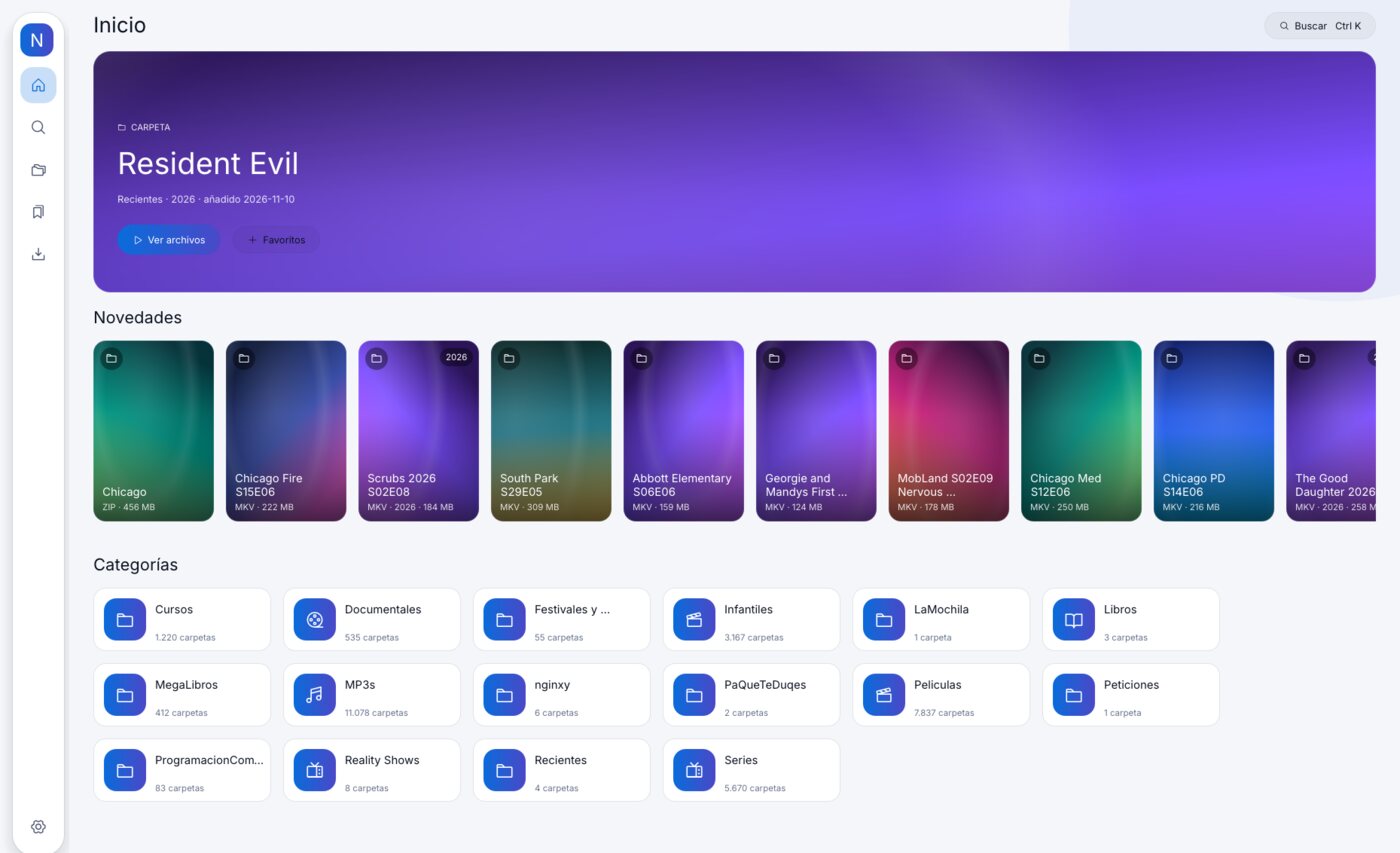 N
Inicio
Buscar Ctrl K
CARPETA
Resident Evil
Recientes · 2026 · añadido 2026-11-10
Ver archivos
Favoritos
Novedades
Chicago
ZIP · 456 MB
Chicago Fire
S15E06
MKV · 222 MB
2026
Scrubs 2026
S02E08
MKV · 2026 · 184 MB
South Park
S29E05
MKV · 309 MB
Abbott Elementary
S06E06
MKV · 159 MB
Georgie and
Mandys First ...
MKV · 124 MB
MobLand S02E09
Nervous ...
MKV · 178 MB
Chicago Med
S12E06
MKV · 250 MB
Chicago PD
S14E06
MKV · 216 MB
The Good
Daughter 2026
MKV · 2026 · 258 M
Categorías
Cursos
1.220 carpetas
Documentales
535 carpetas
Festivales y ...
55 carpetas
Infantiles
3.167 carpetas
LaMochila
1 carpeta
Libros
3 carpetas
MegaLibros
412 carpetas
MP3s
11.078 carpetas
nginxy
6 carpetas
PaQueTeDuqes
2 carpetas
Peliculas
7.837 carpetas
Peticiones
1 carpeta
ProgramacionCom...
83 carpetas
Reality Shows
8 carpetas
Recientes
4 carpetas
Series
5.670 carpetas